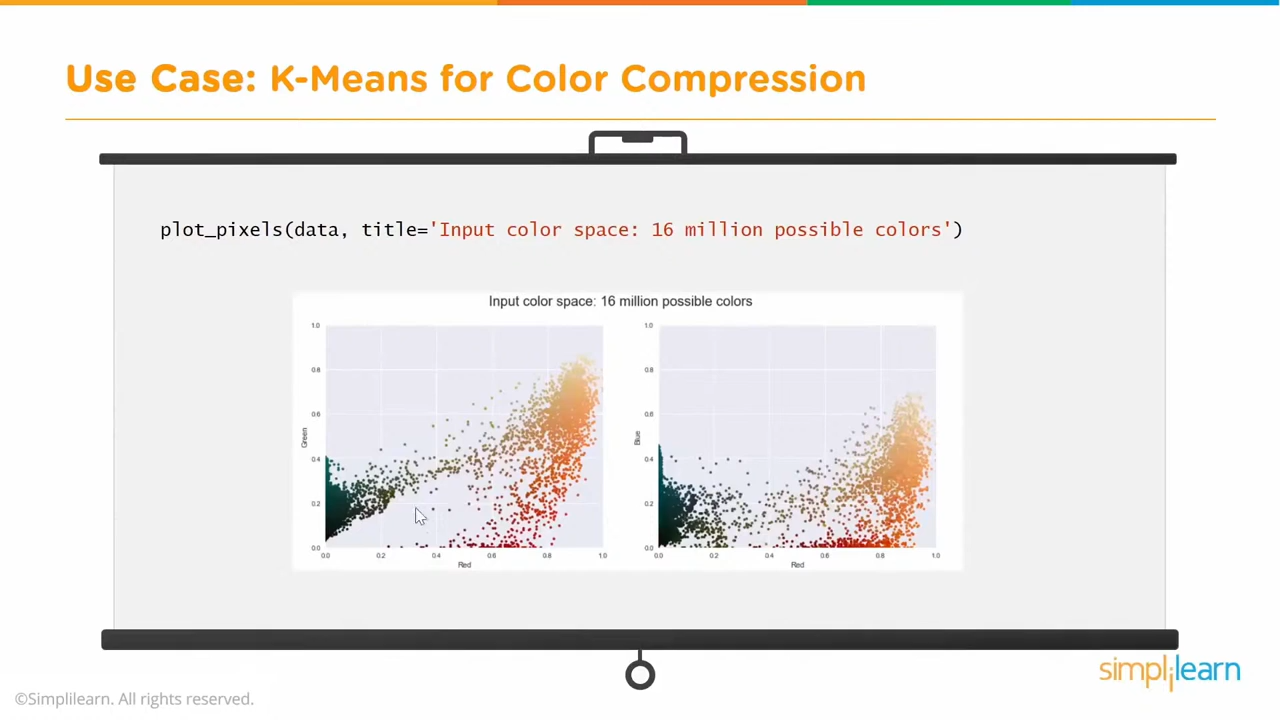 Use Case: K-Means for Color Compression
plot_pixels(data, title='Input color space: 16 million possible colors')
Input color space: 16 million possible colors
1.0
0.8
0.6
0.4
0.2
0.0
Green
0.0 0.2 0.4 0.6 0.8 1.0
Red
1.0
0.8
0.6
0.4
0.2
0.0
Blue
0.0 0.2 0.4 0.6 0.8 1.0
Red
simplilearn
©Simplilearn. All rights reserved.